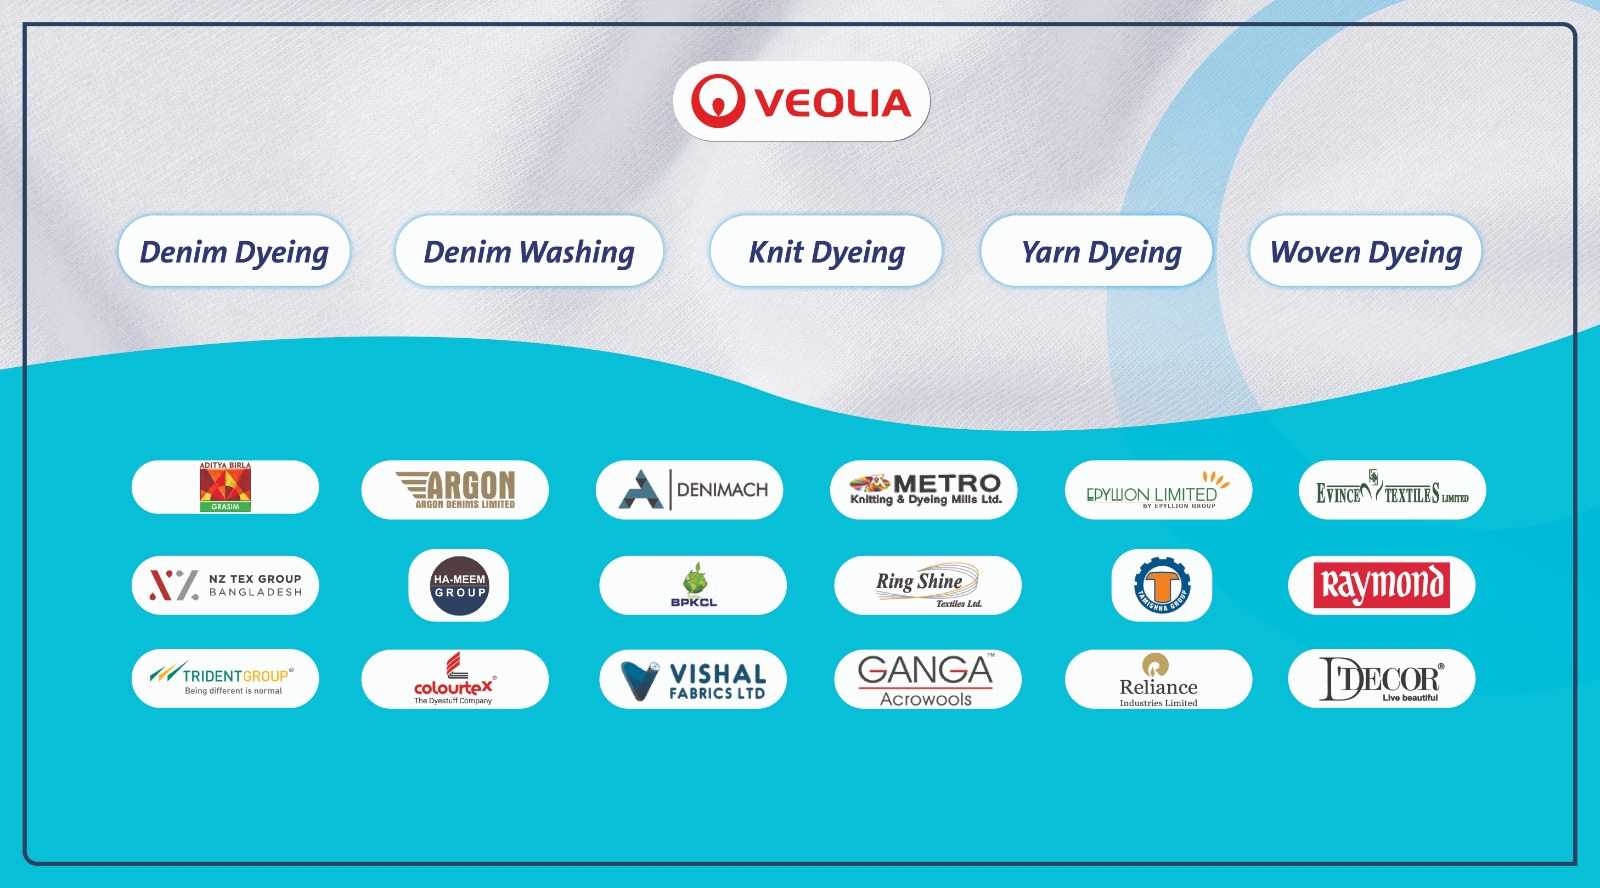 VEOLIA
Denim Dyeing
Denim Washing
Knit Dyeing
Yarn Dyeing
Woven Dyeing
ADITYA BIRLA
GRASIM
ARGON
ARGON DENIMS LIMITED
DENIMACH
METRO
Knitting & Dyeing Mills Ltd.
EPYLLION LIMITED
BY EPYLLION GROUP
EVINCE TEXTILES LIMITED
NZ TEX GROUP
BANGLADESH
HA-MEEM
GROUP
BPKCL
Ring Shine
Textiles Ltd.
T
TAMISHNA GROUP
Raymond
TRIDENTGROUP®
Being different is normal
colourtex®
The Dyestuff Company
VISHAL
FABRICS LTD
GANGA™
Acrowools
Reliance
Industries Limited
D'DECOR®
Live beautiful